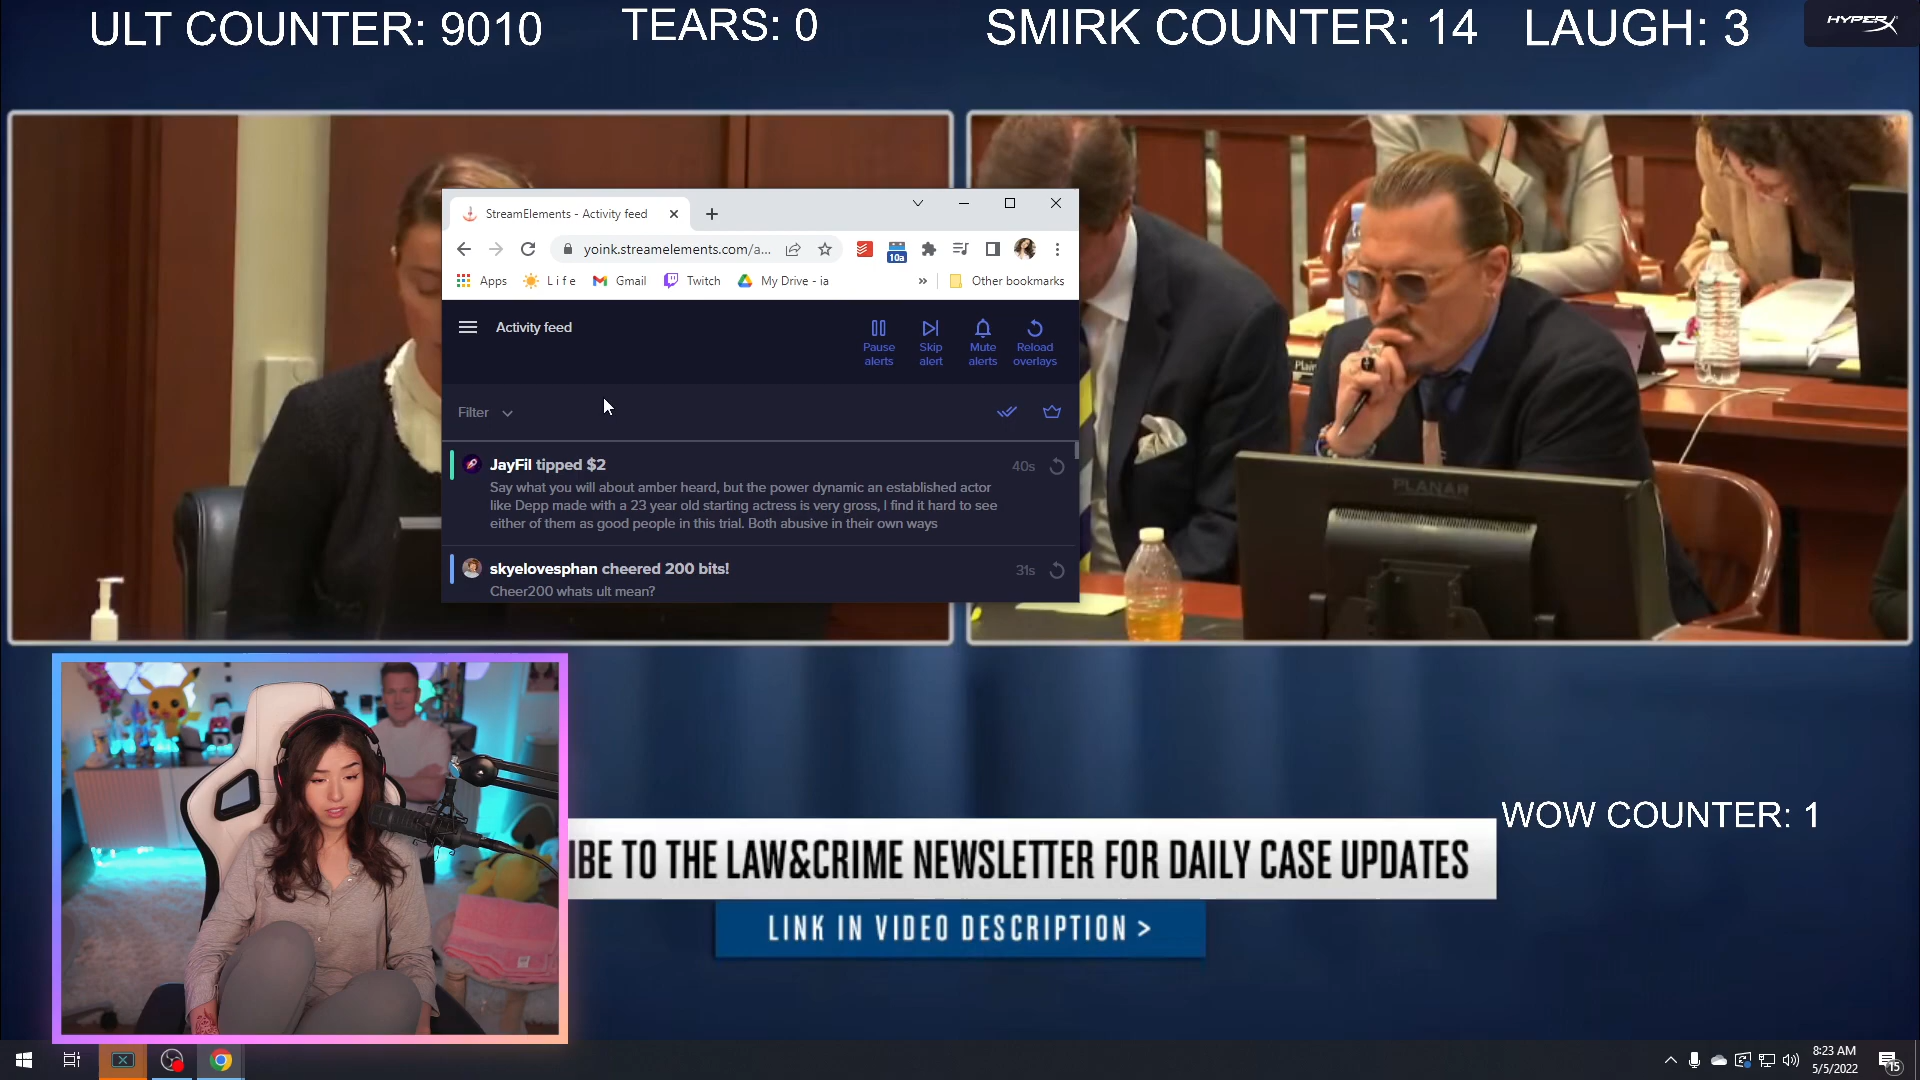 ULT COUNTER: 9010
TEARS: 0
SMIRK COUNTER: 14
LAUGH: 3
HYPERX
StreamElements - Activity feed
yoink.streamelements.com/a...
10a
Apps
Life
Gmail
Twitch
My Drive - ia
»
Other bookmarks
Activity feed
Pause alerts
Skip alert
Mute alerts
Reload overlays
Filter
JayFil tipped $2
40s
Say what you will about amber heard, but the power dynamic an established actor
like Depp made with a 23 year old starting actress is very gross, I find it hard to see
either of them as good people in this trial. Both abusive in their own ways
skyelovesphan cheered 200 bits!
31s
Cheer200 whats ult mean?
Plain
PLANAR
WOW COUNTER: 1
IBE TO THE LAW&CRIME NEWSLETTER FOR DAILY CASE UPDATES
LINK IN VIDEO DESCRIPTION >
8:23 AM
5/5/2022
15